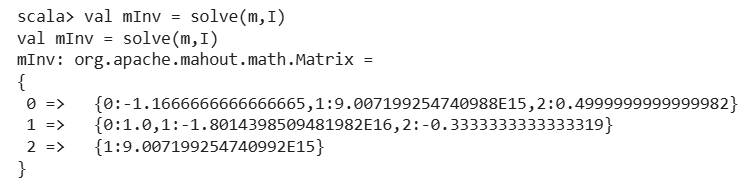 scala> val mInv = solve(m,I)
val mInv = solve(m,I)
mInv: org.apache.mahout.math.Matrix =
{
 0 =>	{0:-1.1666666666666665,1:9.007199254740988E15,2:0.4999999999999982}
 1 =>	{0:1.0,1:-1.8014398509481982E16,2:-0.3333333333333319}
 2 =>	{1:9.007199254740992E15}
}